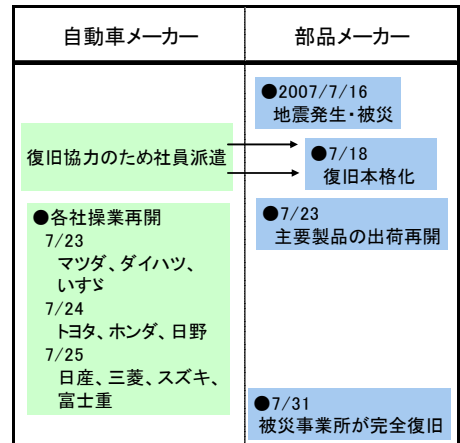 自動車メーカー
部品メーカー
●2007/7/16
地震発生・被災
復旧協力のため社員派遣
●7/18
復旧本格化
●7/23
主要製品の出荷再開
●各社操業再開
7/23
マツダ、ダイハツ、
いすゞ
7/24
トヨタ、ホンダ、日野
7/25
日産、三菱、スズキ、
富士重
●7/31
被災事業所が完全復旧